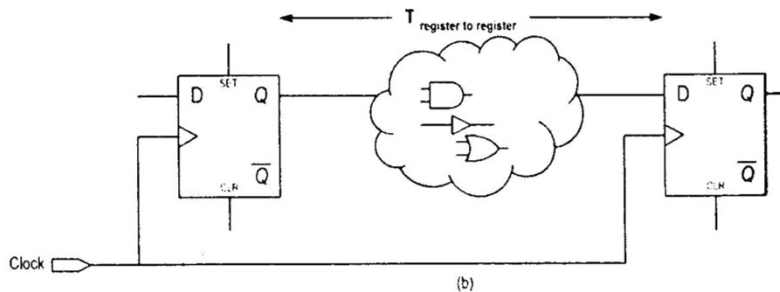 T register to register
SET
D Q
Q̅
CLR
SET
D Q
Q̅
CLR
Clock
(b)